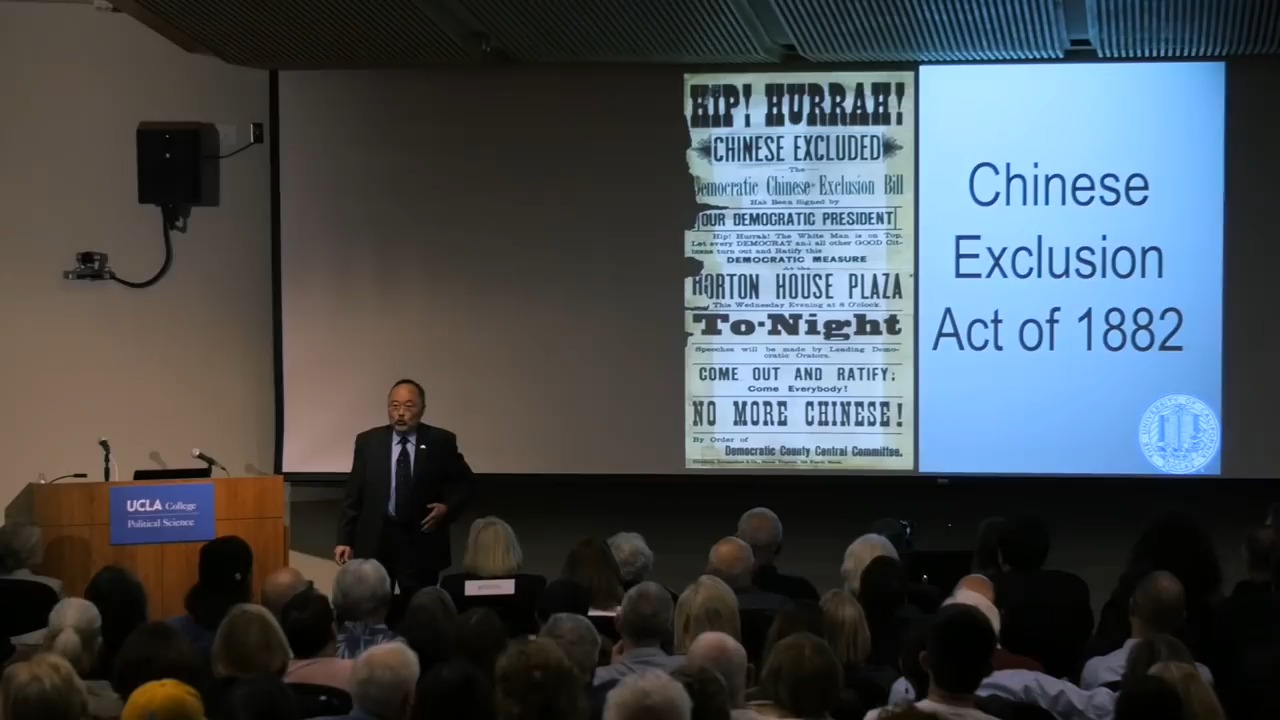 HIP! HURRAH!
CHINESE EXCLUDED
The
Democratic Chinese Exclusion Bill
Has Been Signed by
OUR DEMOCRATIC PRESIDENT
Hip! Hurrah! The White Man is on Top.
Let every DEMOCRAT and all other GOOD Cit-
izens turn out and Ratify this
DEMOCRATIC MEASURE
At the
HORTON HOUSE PLAZA
This Wednesday Evening at 8 O'clock.
To-Night
Speeches will be made by Leading Demo-
cratic Orators.
COME OUT AND RATIFY:
Come Everybody!
NO MORE CHINESE!
By Order of
Democratic County Central Committee.
Chinese
Exclusion
Act of 1882
UCLA College
Political Science